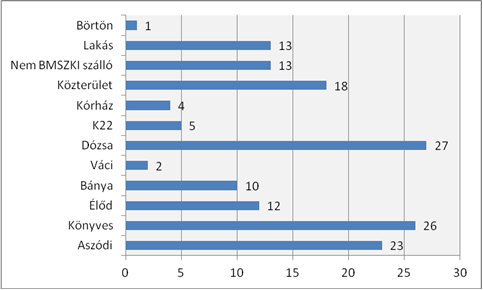 Börtön 1
Lakás 13
Nem BMSZKI szálló 13
Közterület 18
Kórház 4
K22 5
Dózsa 27
Váci 2
Bánya 10
Élőd 12
Könyves 26
Aszódi 23
0 5 10 15 20 25 30